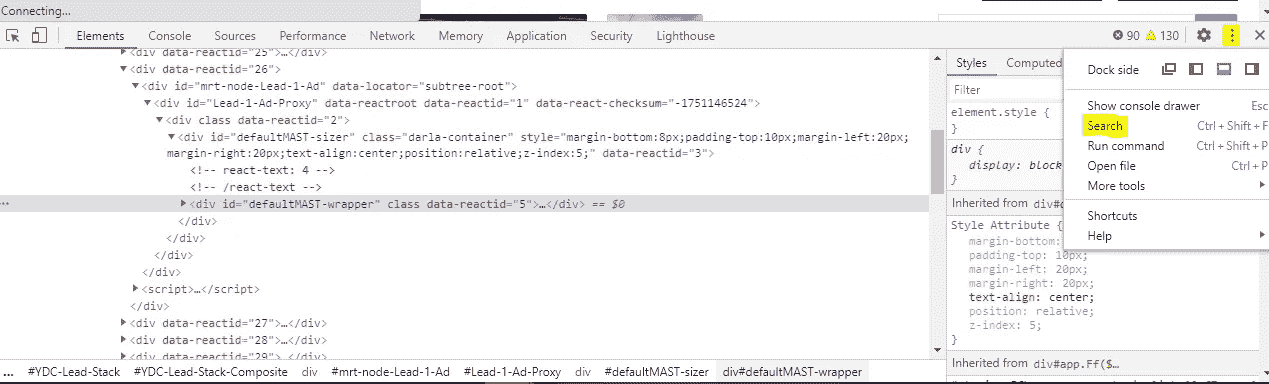 Connecting...
Elements Console Sources Performance Network Memory Application Security Lighthouse 90 130
<div data-reactid="25">…</div>
<div data-reactid="26">
<div id="mrt-node-Lead-1-Ad" data-locator="subtree-root">
<div id="Lead-1-Ad-Proxy" data-reactroot data-reactid="1" data-react-checksum="-1751146524">
<div class data-reactid="2">
<div id="defaultMAST-sizer" class="darla-container" style="margin-bottom:8px;padding-top:10px;margin-left:20px;
margin-right:20px;text-align:center;position:relative;z-index:5;" data-reactid="3">
<!-- react-text: 4 -->
<!-- /react-text -->
… <div id="defaultMAST-wrapper" class data-reactid="5">…</div> == $0
</div>
</div>
</div>
</div>
<script>…</script>
</div>
<div data-reactid="27">…</div>
<div data-reactid="28">…</div>
<div data-reactid="29">…</div>
... #YDC-Lead-Stack #YDC-Lead-Stack-Composite div #mrt-node-Lead-1-Ad #Lead-1-Ad-Proxy div #defaultMAST-sizer div#defaultMAST-wrapper
Styles Computed
Filter
element.style {
}
div {
display: block
}
Inherited from div#d
Style Attribute {
margin-bottom:
padding-top: 10px;
margin-left: 20px;
margin-right: 20px;
text-align: center;
position: relative;
z-index: 5;
}
Inherited from div#app.Ff($…
Dock side
Show console drawer Esc
Search Ctrl + Shift + F
Run command Ctrl + Shift + P
Open file Ctrl + P
More tools
Shortcuts
Help